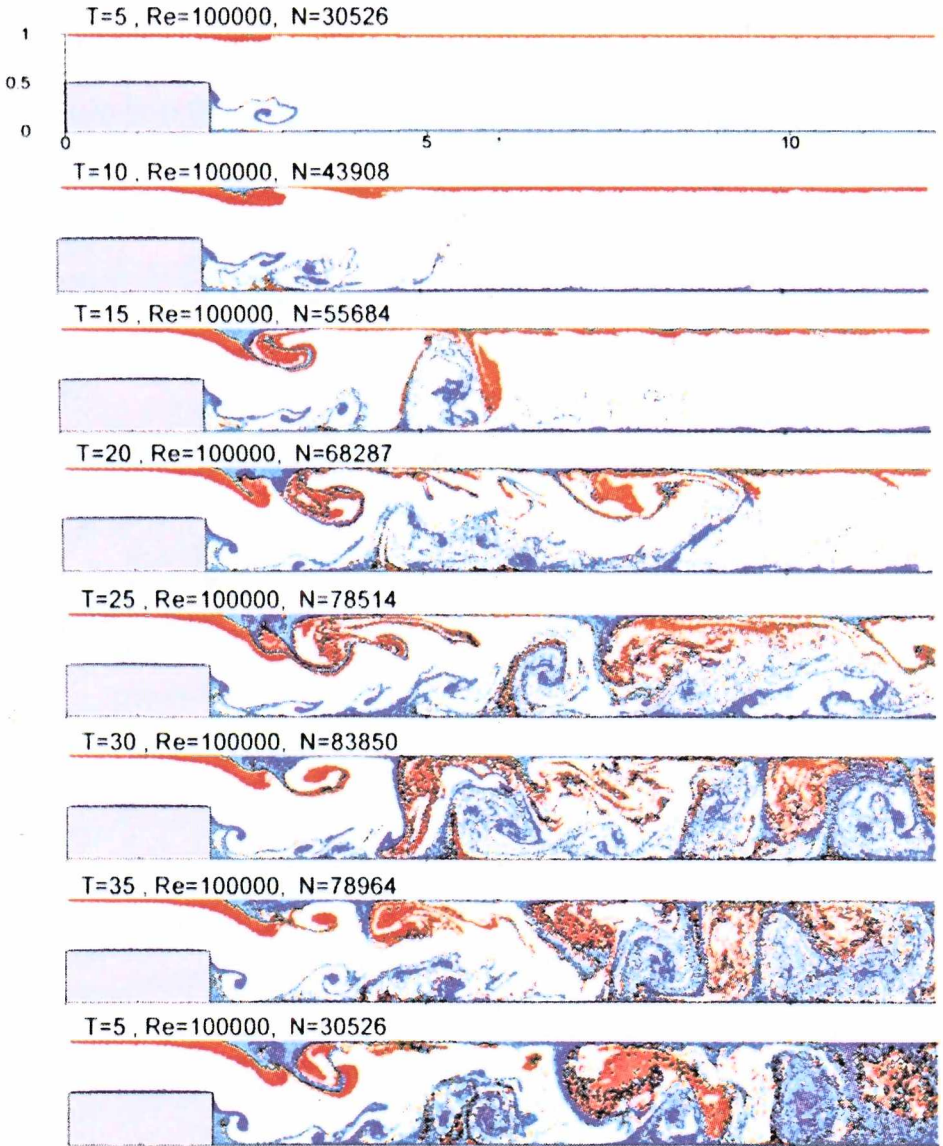 T=5 , Re=100000, N=30526
1
0.5
0
0 5 10
T=10 , Re=100000, N=43908
T=15 , Re=100000, N=55684
T=20 , Re=100000, N=68287
T=25 , Re=100000, N=78514
T=30 , Re=100000, N=83850
T=35 , Re=100000, N=78964
T=5 , Re=100000, N=30526